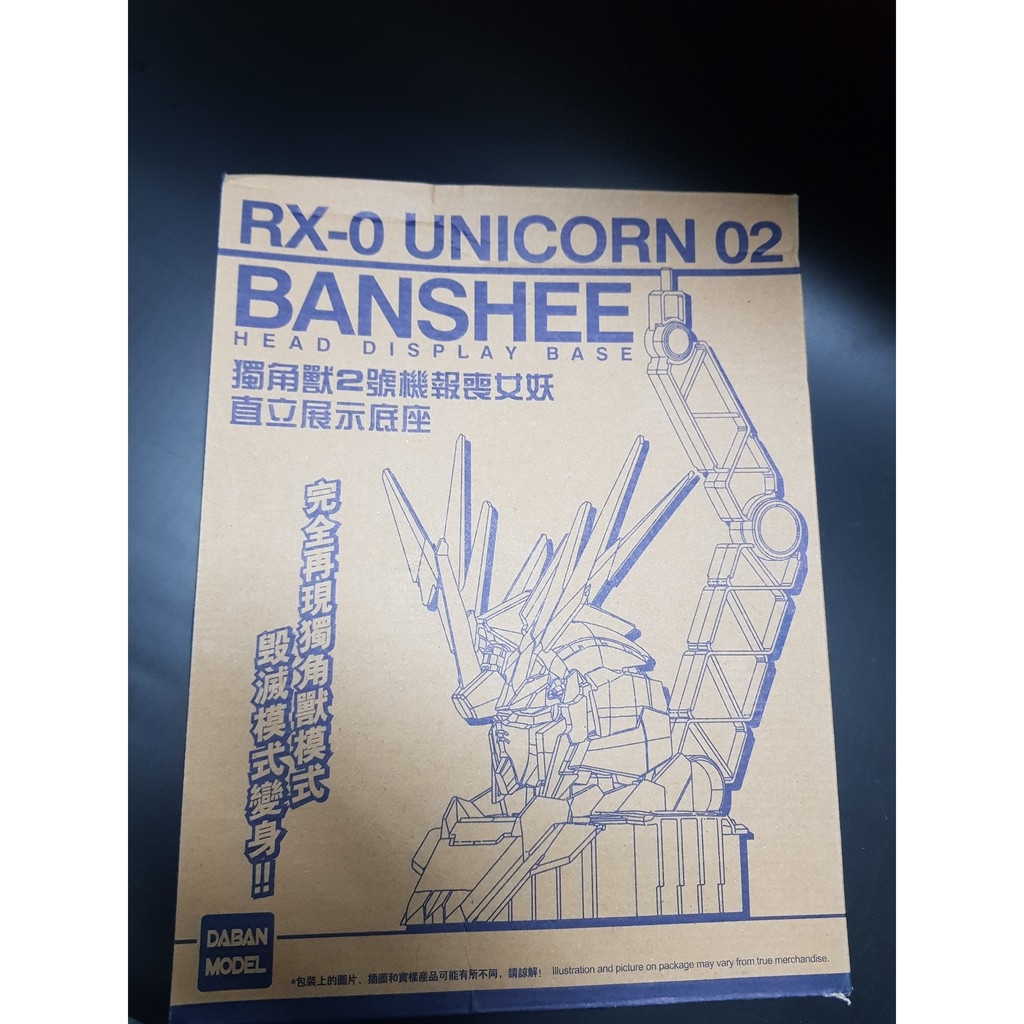 RX-0 UNICORN 02
BANSHEE
HEAD DISPLAY BASE
獨角獸2號機報喪女妖
直立展示底座
完全再現獨角獸模式
毀滅模式變身!!
DABAN
MODEL
*包裝上的圖片、插圖和實樣產品可能有所不同,請諒解! Illustration and picture on package may vary from true merchandise.